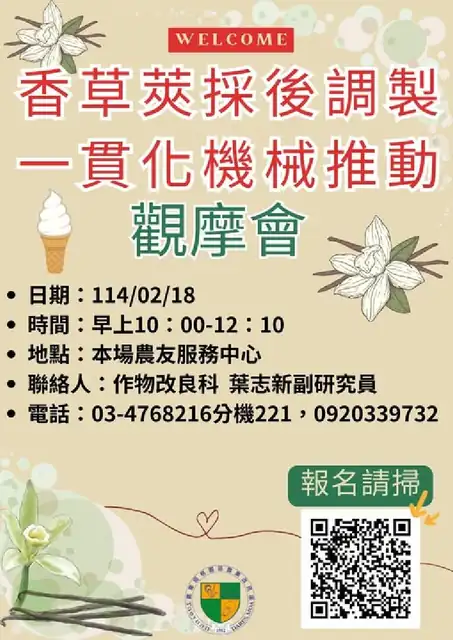 WELCOME
香草莢採後調製
一貫化機械推動
觀摩會
• 日期：114/02/18
• 時間：早上10：00-12：10
• 地點：本場農友服務中心
• 聯絡人：作物改良科 葉志新副研究員
• 電話：03-4768216分機221，0920339732
報名請掃